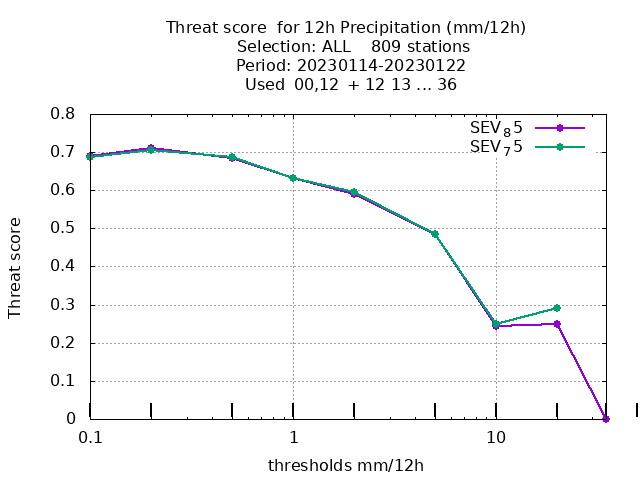 Threat score  for 12h Precipitation (mm/12h)
Selection: ALL    809 stations
Period: 20230114-20230122
Used  00,12  + 12 13 ... 36
0.8
0.7
0.6
0.5
0.4
0.3
0.2
0.1
0
Threat score
SEV₈5
SEV₇5
0.1 1 10
thresholds mm/12h